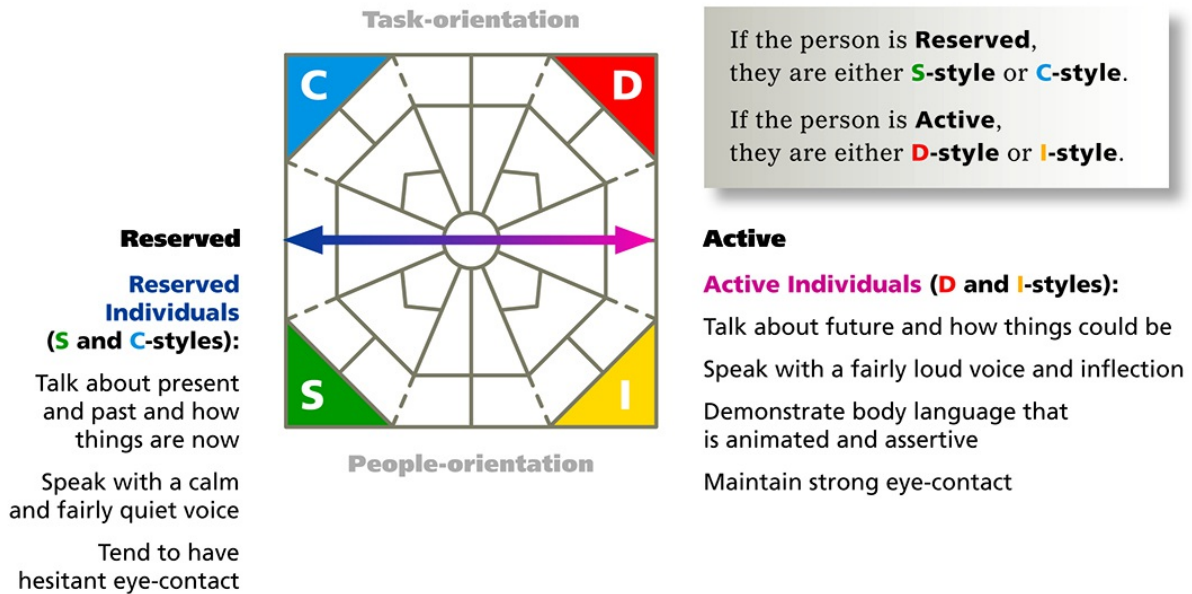 Task-orientation
C
D
S
I
People-orientation
If the person is Reserved,
they are either S-style or C-style.
If the person is Active,
they are either D-style or I-style.
Reserved
Reserved
Individuals
(S and C-styles):
Talk about present
and past and how
things are now
Speak with a calm
and fairly quiet voice
Tend to have
hesitant eye-contact
Active
Active Individuals (D and I-styles):
Talk about future and how things could be
Speak with a fairly loud voice and inflection
Demonstrate body language that
is animated and assertive
Maintain strong eye-contact